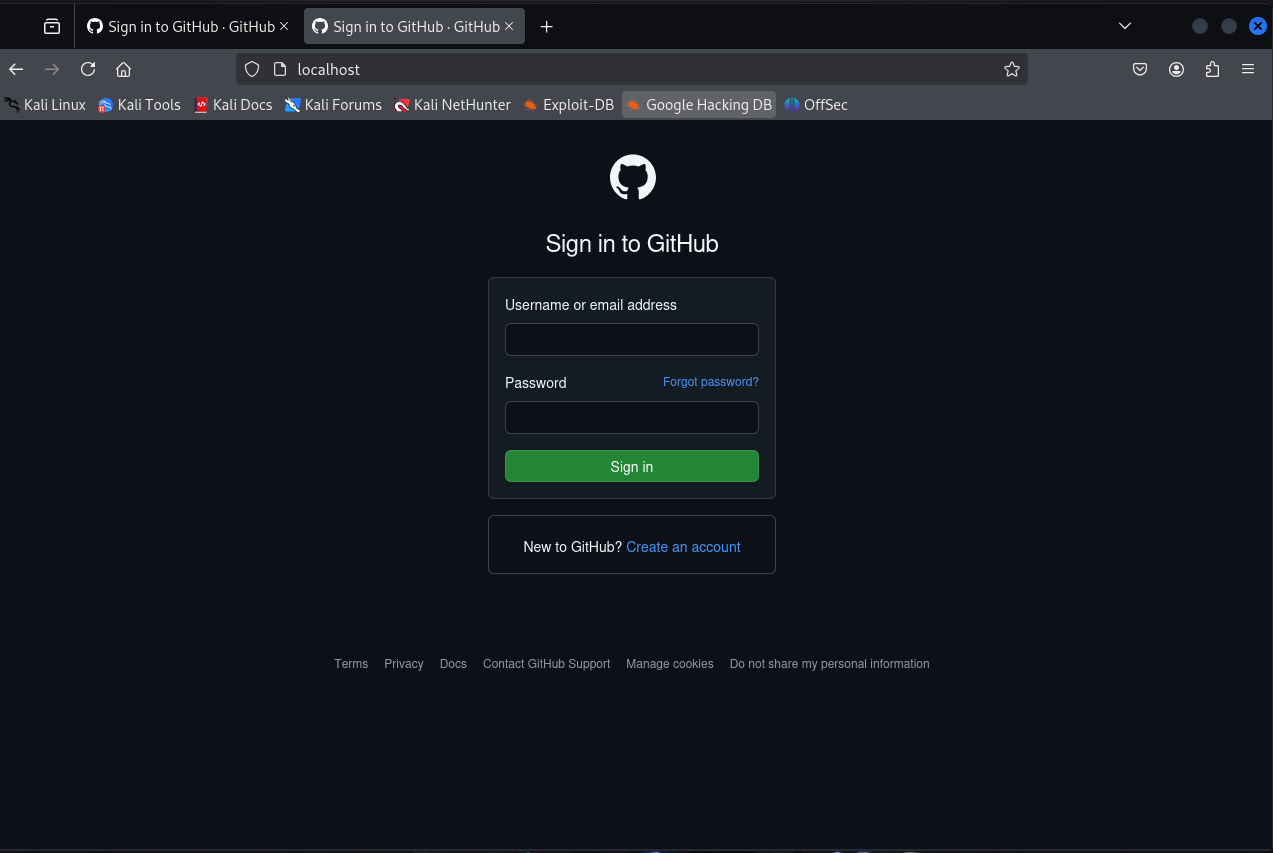 Sign in to GitHub · GitHub Sign in to GitHub · GitHub
localhost
Kali Linux Kali Tools Kali Docs Kali Forums Kali NetHunter Exploit-DB Google Hacking DB OffSec
Sign in to GitHub
Username or email address
Password Forgot password?
Sign in
New to GitHub? Create an account
Terms Privacy Docs Contact GitHub Support Manage cookies Do not share my personal information